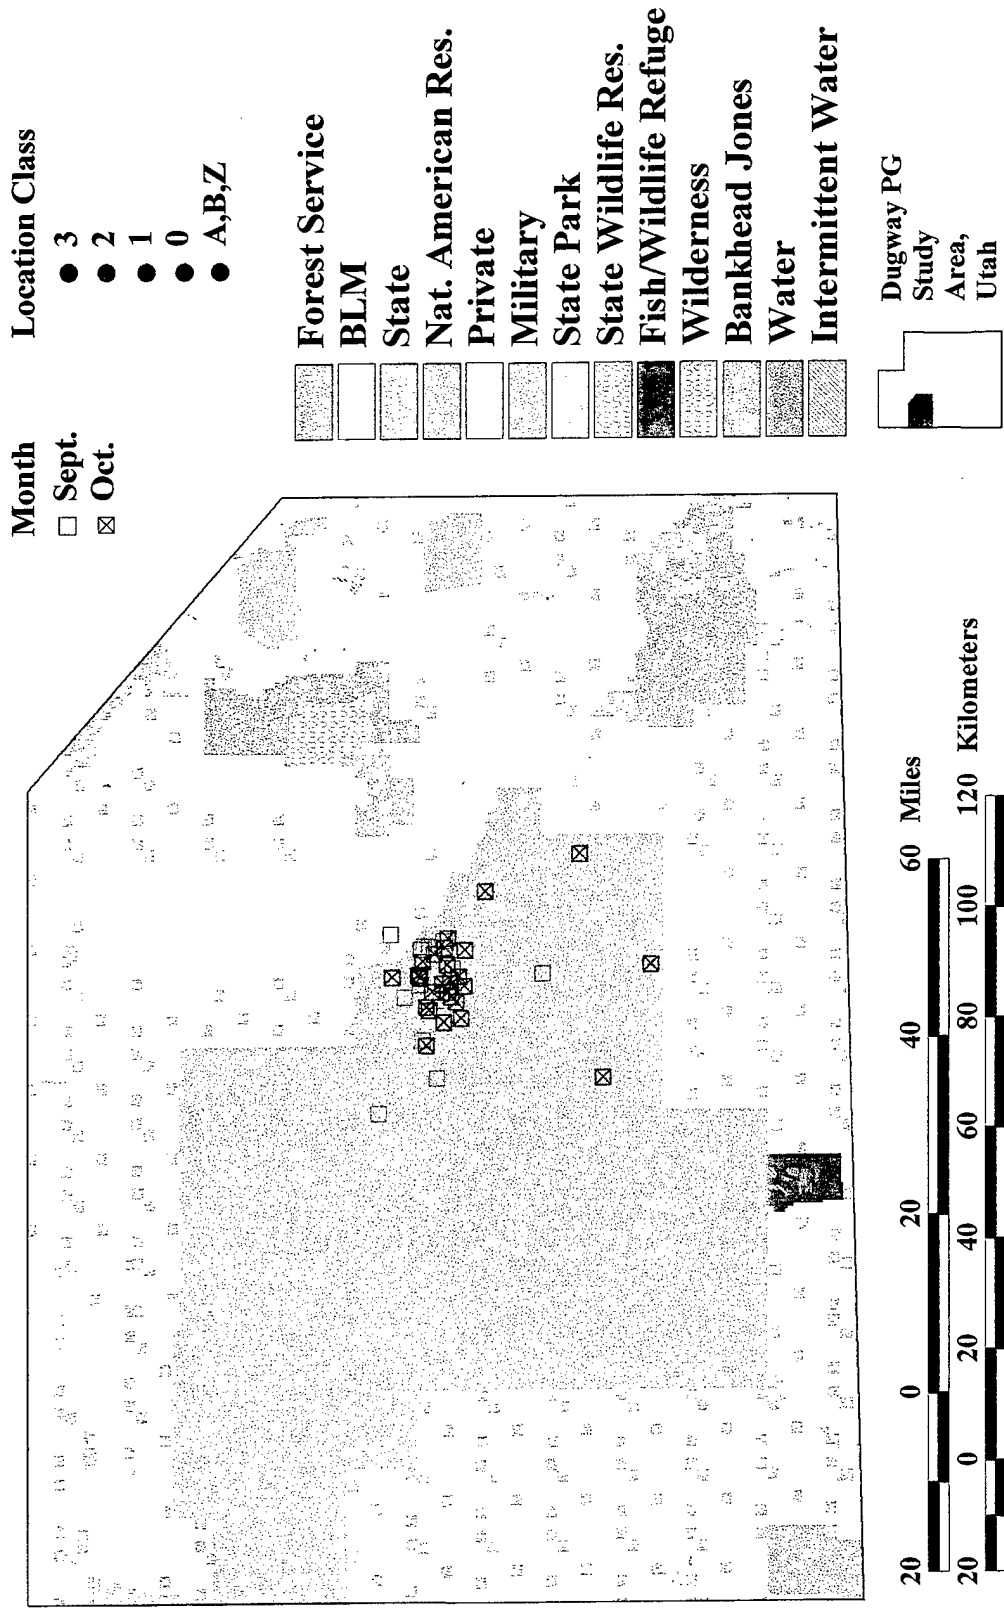 Month
Sept.
Oct.
Location Class
3
2
1
0
A,B,Z
Forest Service
BLM
State
Nat. American Res.
Private
Military
State Park
State Wildlife Res.
Fish/Wildlife Refuge
Wilderness
Bankhead Jones
Water
Intermittent Water
Dugway PG
Study
Area,
Utah
20 0 20 40 60 Miles
20 0 20 40 60 80 100 120 Kilometers